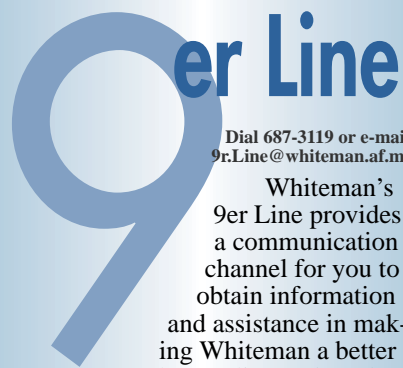 9er Line
Dial 687-3119 or e-mai
9r.Line@whiteman.af.m
Whiteman's
9er Line provides
a communication
channel for you to
obtain information
and assistance in mak-
ing Whiteman a better